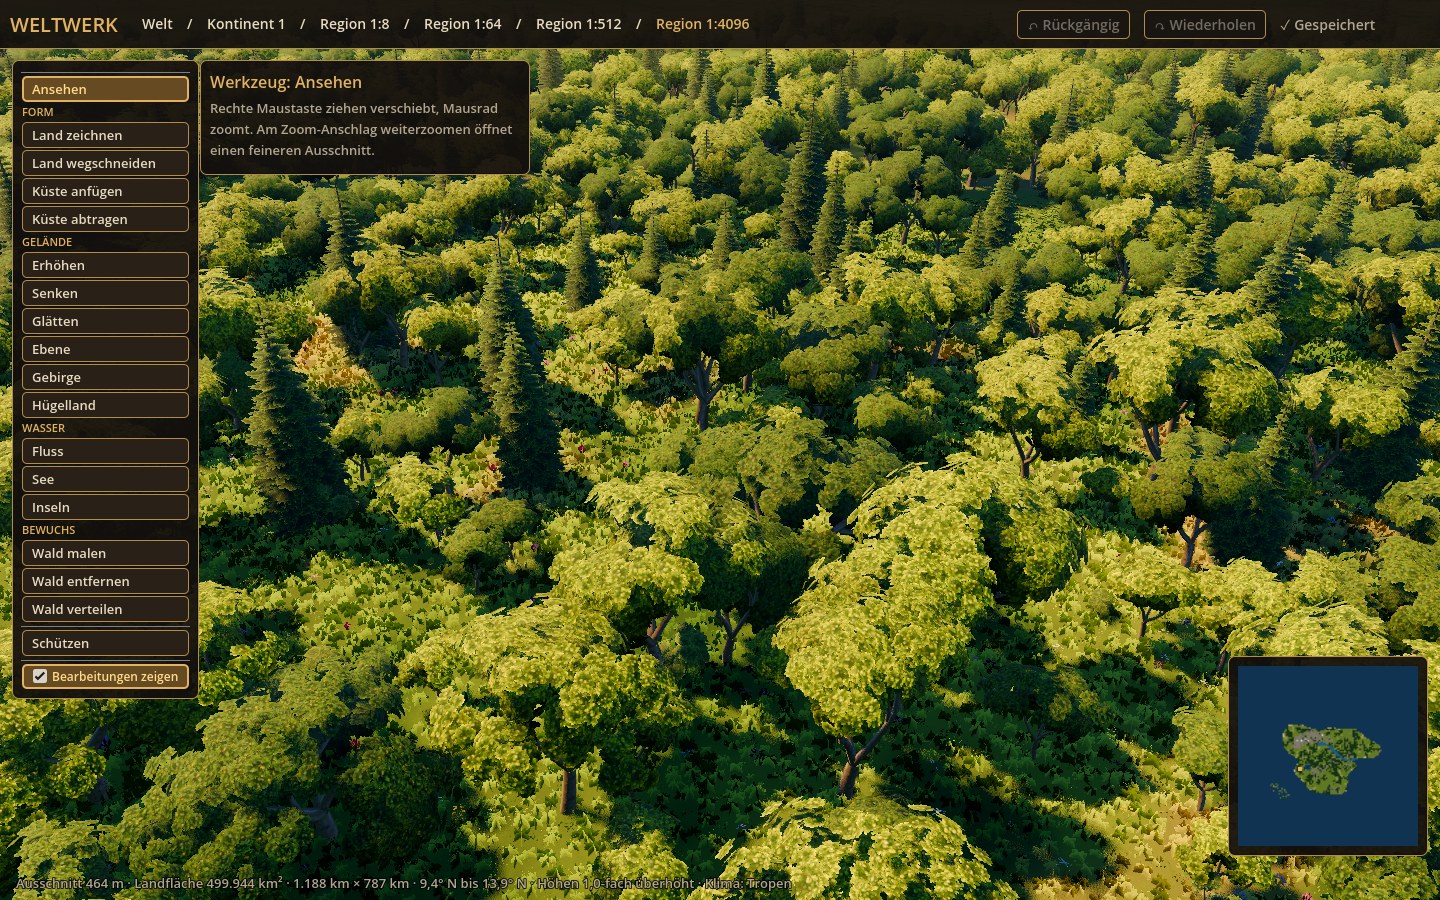 WELTWERK Welt / Kontinent 1 / Region 1:8 / Region 1:64 / Region 1:512 / Region 1:4096 Rückgängig Wiederholen ✓ Gespeichert
Ansehen
FORM
Land zeichnen
Land wegschneiden
Küste anfügen
Küste abtragen
GELÄNDE
Erhöhen
Senken
Glätten
Ebene
Gebirge
Hügelland
WASSER
Fluss
See
Inseln
BEWUCHS
Wald malen
Wald entfernen
Wald verteilen
Schützen
Bearbeitungen zeigen
Werkzeug: Ansehen
Rechte Maustaste ziehen verschiebt, Mausrad
zoomt. Am Zoom-Anschlag weiterzoomen öffnet
einen feineren Ausschnitt.
Ausschnitt 464 m · Landfläche 499.944 km² · 1.188 km × 787 km · 9,4° N bis 13,9° N · Höhen 1,0-fach überhöht · Klima: Tropen